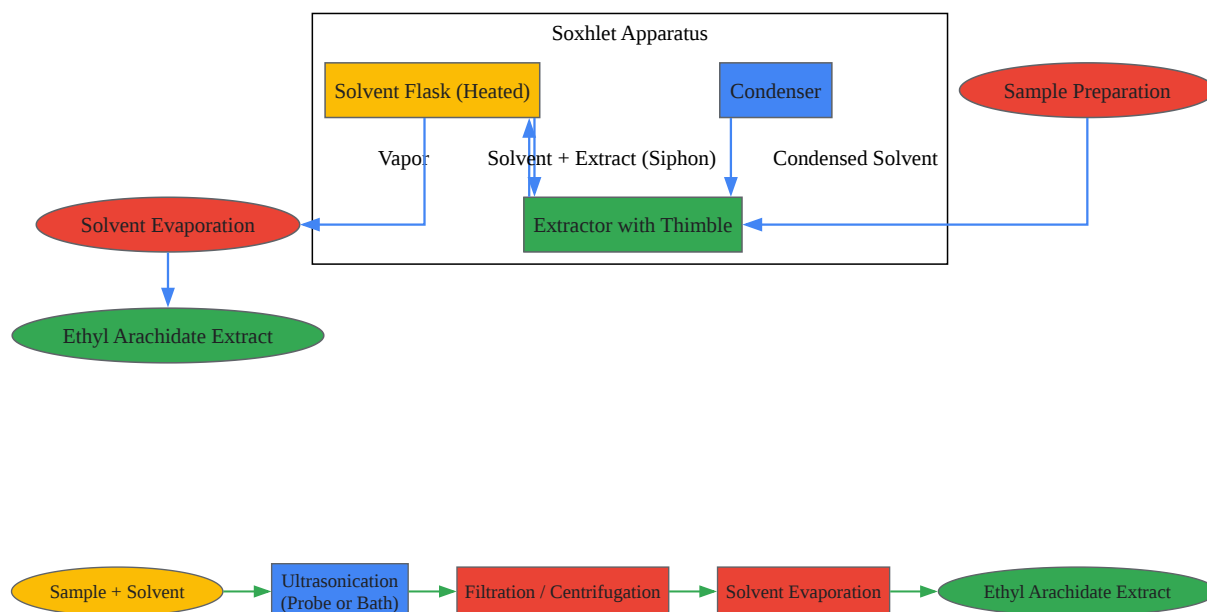 Soxhlet Apparatus
Solvent Flask (Heated)
Condenser
Sample Preparation
Vapor
Solvent + Extract (Siphon)
Condensed Solvent
Solvent Evaporation
Extractor with Thimble
Ethyl Arachidate Extract
Sample + Solvent
Ultrasonication
(Probe or Bath)
Filtration / Centrifugation
Solvent Evaporation
Ethyl Arachidate Extract